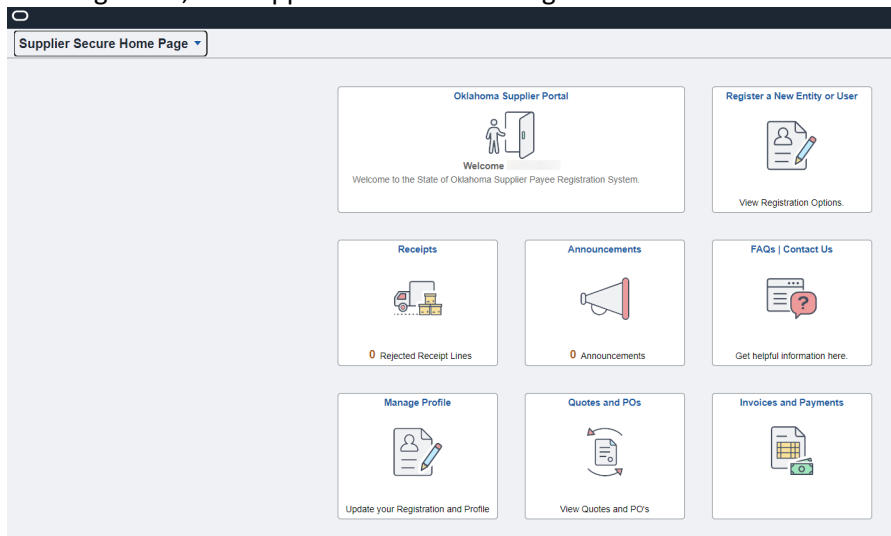 Supplier Secure Home Page
Oklahoma Supplier Portal
Welcome
Welcome to the State of Oklahoma Supplier Payee Registration System.
Register a New Entity or User
View Registration Options.
Receipts
0 Rejected Receipt Lines
Announcements
0 Announcements
FAQs | Contact Us
?
Get helpful information here.
Manage Profile
Update your Registration and Profile
Quotes and POs
View Quotes and PO's
Invoices and Payments